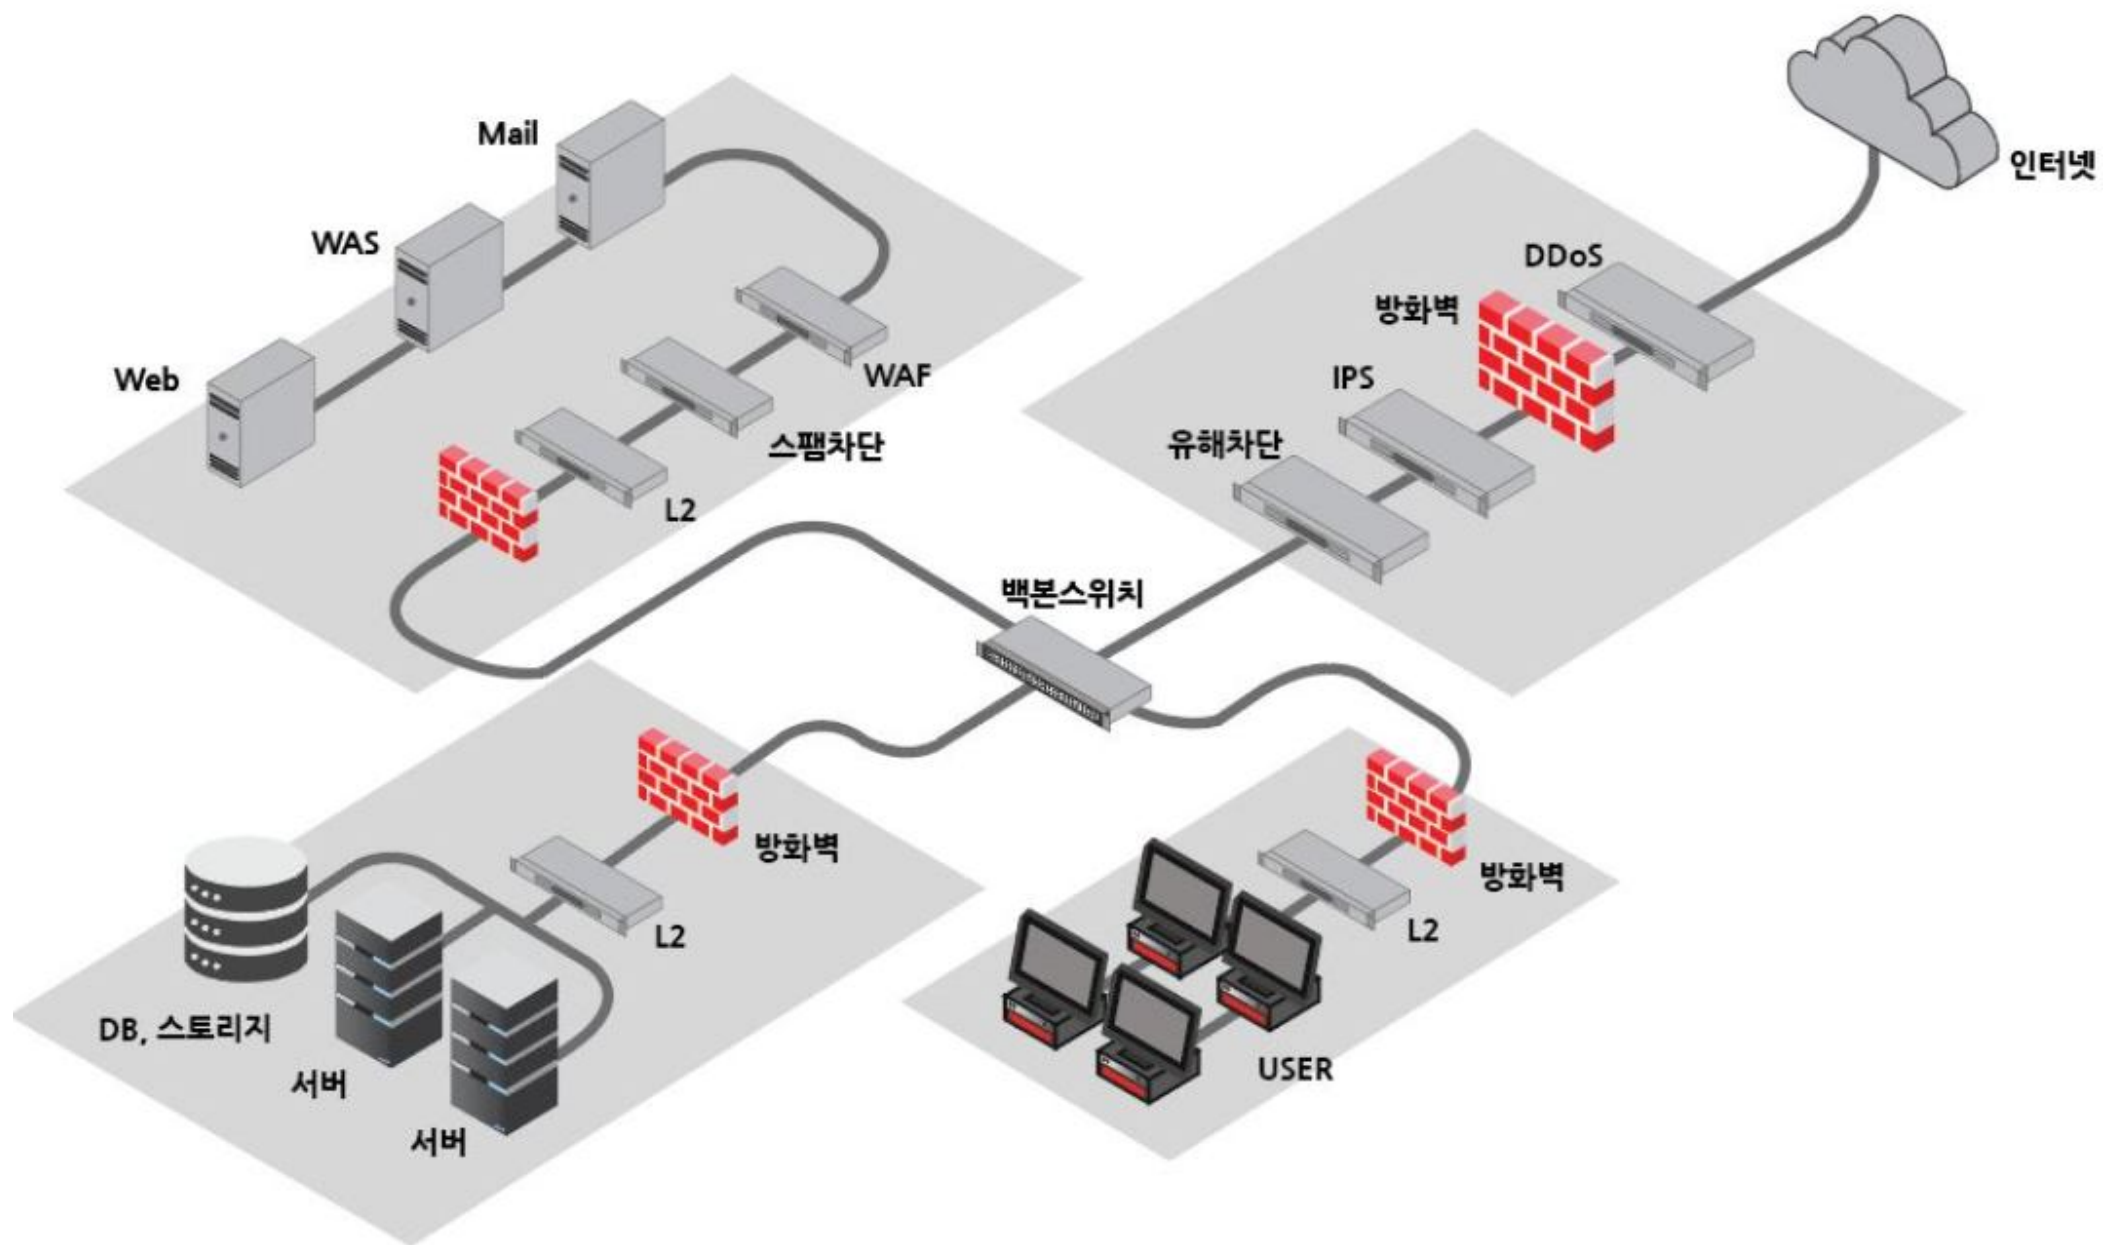 Mail
인터넷
WAS
DDoS
방화벽
Web
WAF
IPS
스팸차단
유해차단
L2
백본스위치
방화벽
L2
방화벽
L2
DB, 스토리지
서버
USER
서버